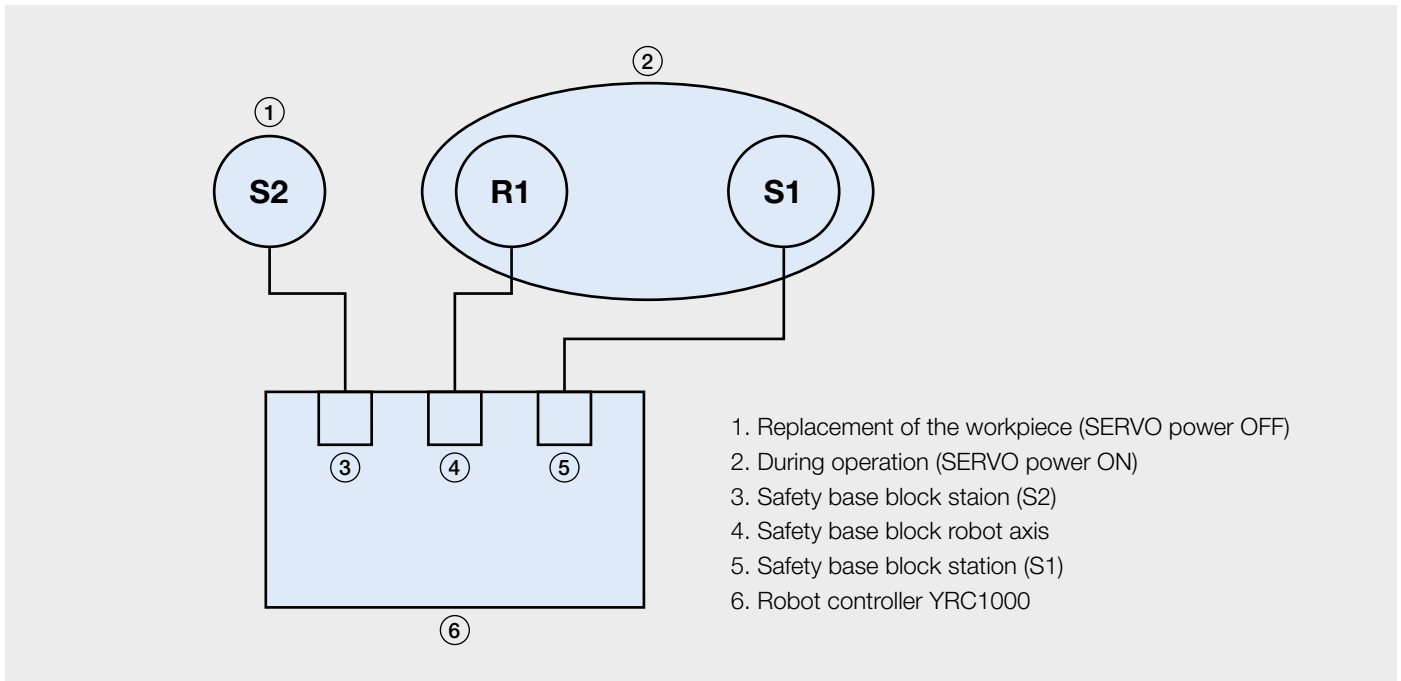 ②
①
S2
R1
S1
③
④
⑤
⑥
1. Replacement of the workpiece (SERVO power OFF)
2. During operation (SERVO power ON)
3. Safety base block staion (S2)
4. Safety base block robot axis
5. Safety base block station (S1)
6. Robot controller YRC1000